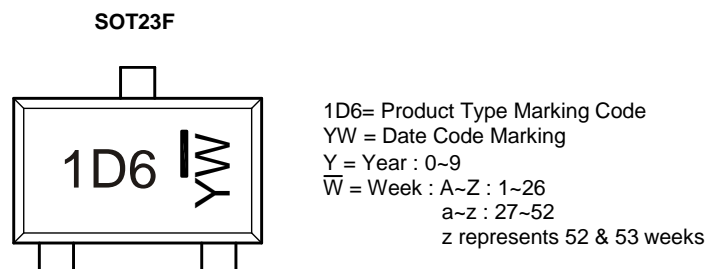 SOT23F
1D6 YW̅
1D6= Product Type Marking Code
YW = Date Code Marking
Y = Year : 0~9
W̅ = Week : A~Z : 1~26
a~z : 27~52
z represents 52 & 53 weeks